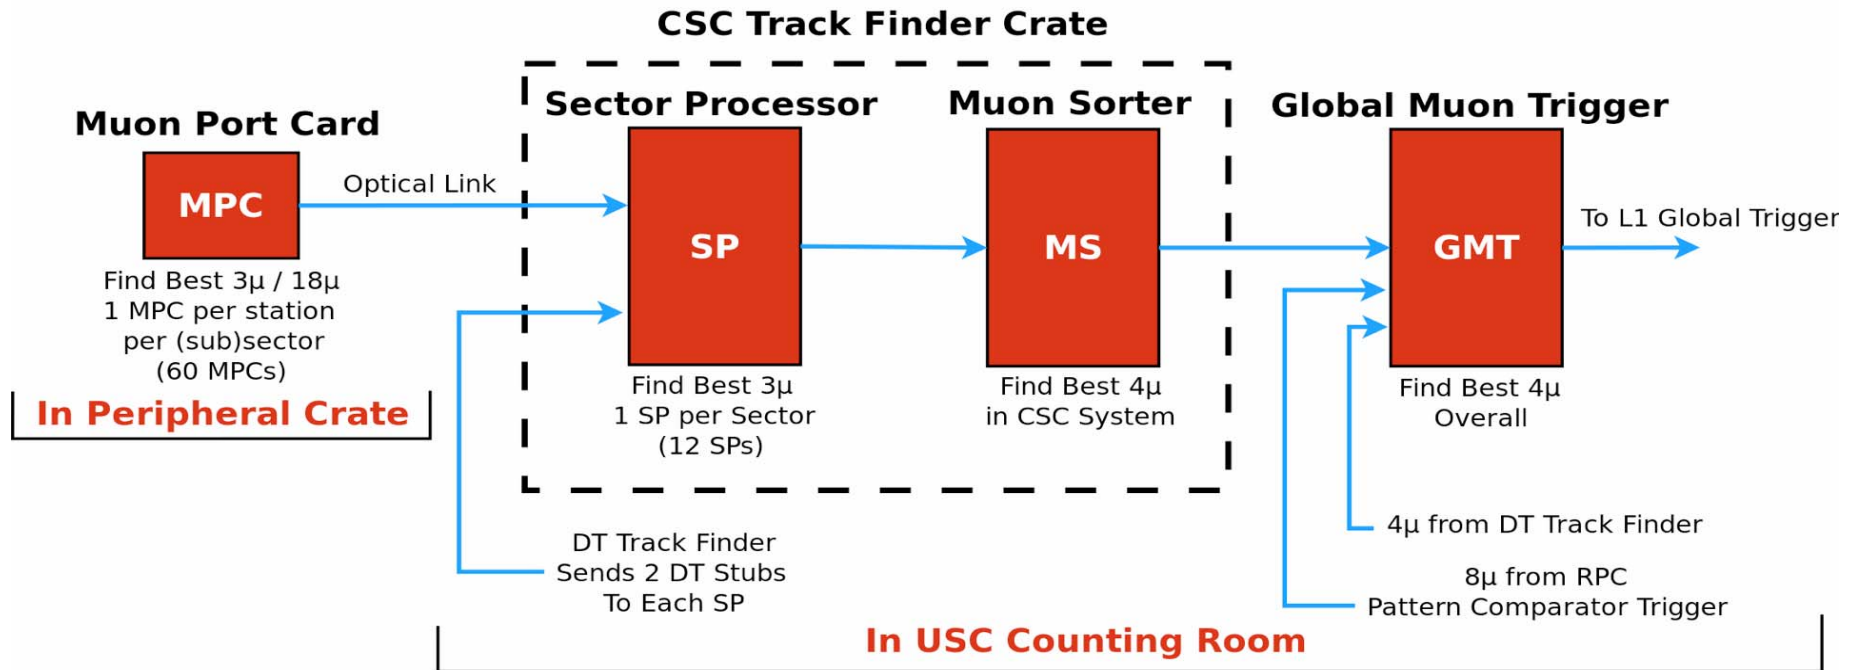 CSC Track Finder Crate
Muon Port Card
MPC
Find Best 3μ / 18μ
1 MPC per station
per (sub)sector
(60 MPCs)
In Peripheral Crate
Optical Link
Sector Processor
SP
Find Best 3μ
1 SP per Sector
(12 SPs)
Muon Sorter
MS
Find Best 4μ
in CSC System
Global Muon Trigger
GMT
Find Best 4μ
Overall
To L1 Global Trigger
DT Track Finder
Sends 2 DT Stubs
To Each SP
4μ from DT Track Finder
8μ from RPC
Pattern Comparator Trigger
In USC Counting Room